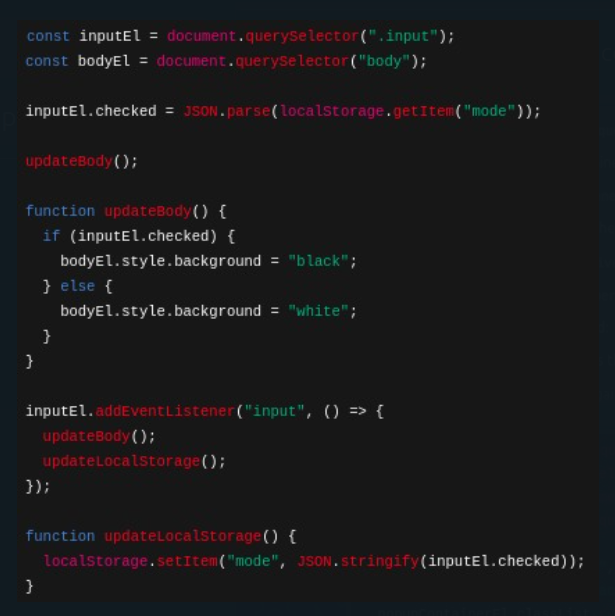 const inputEl = document.querySelector(".input");
const bodyEl = document.querySelector("body");
inputEl.checked = JSON.parse(localStorage.getItem("mode"));
updateBody();
function updateBody() {
  if (inputEl.checked) {
    bodyEl.style.background = "black";
  } else {
    bodyEl.style.background = "white";
  }
}
inputEl.addEventListener("input", () => {
  updateBody();
  updateLocalStorage();
});
function updateLocalStorage() {
  localStorage.setItem("mode", JSON.stringify(inputEl.checked));
}